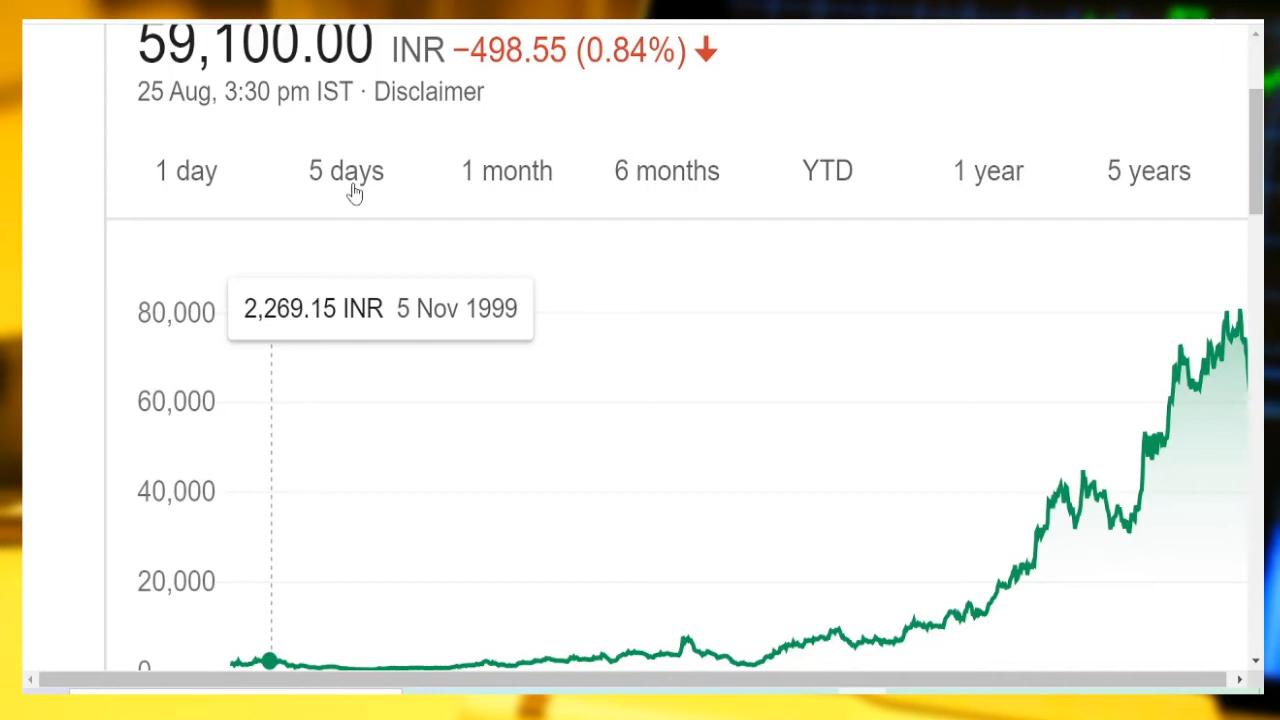 59,100.00 INR −498.55 (0.84%)
25 Aug, 3:30 pm IST · Disclaimer
1 day 5 days 1 month 6 months YTD 1 year 5 years
2,269.15 INR 5 Nov 1999
80,000
60,000
40,000
20,000
0